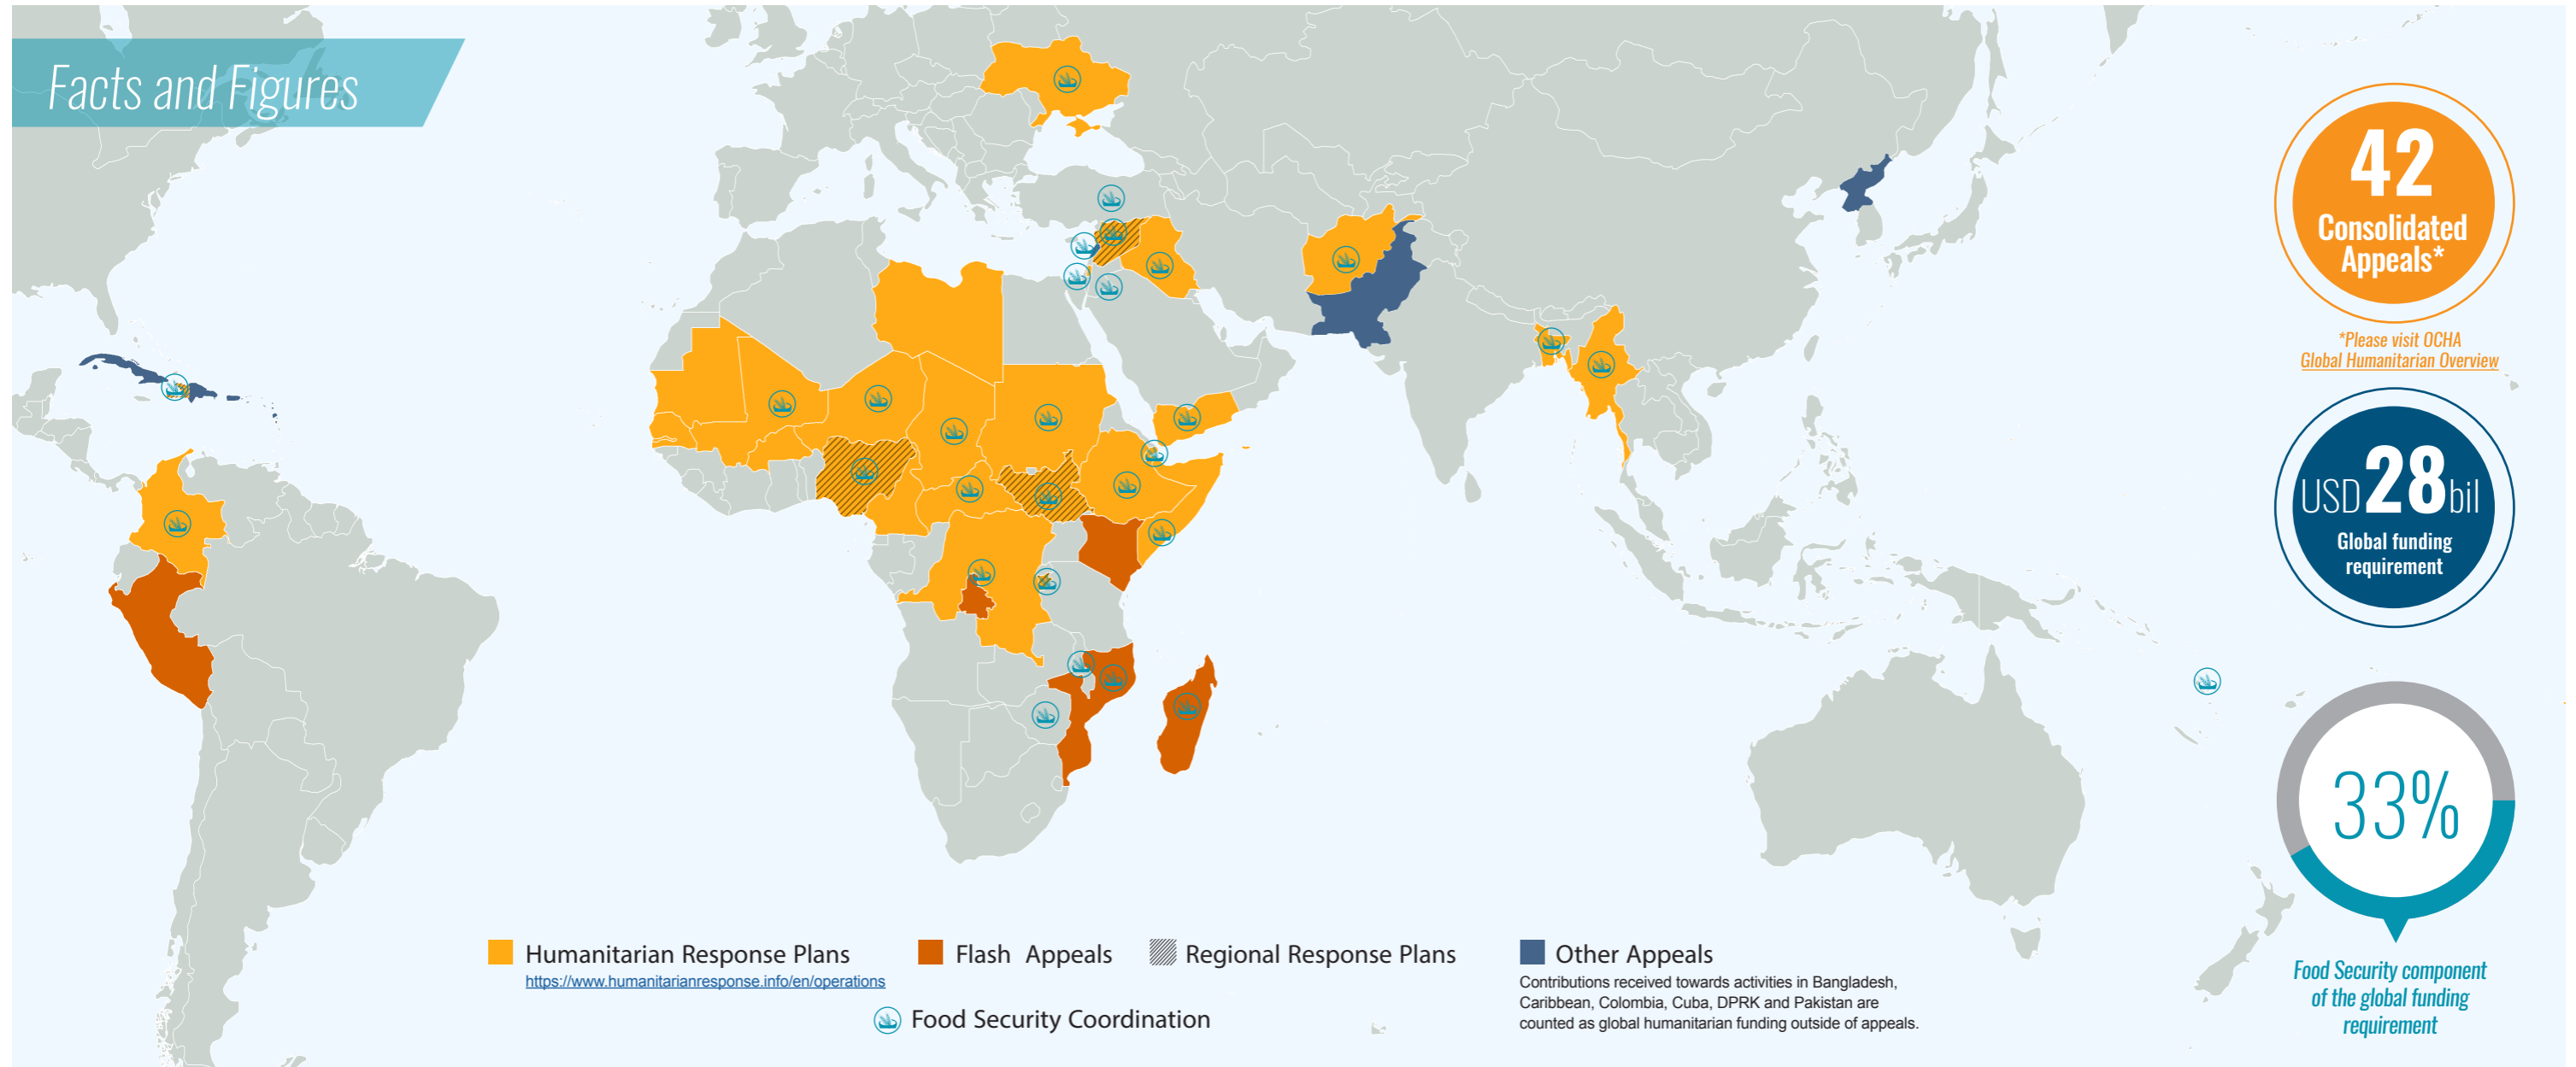 Facts and Figures
42
Consolidated
Appeals*
*Please visit OCHA
Global Humanitarian Overview
USD 28 bil
Global funding
requirement
33%
Food Security component
of the global funding
requirement
Humanitarian Response Plans
https://www.humanitarianresponse.info/en/operations
Flash Appeals
Regional Response Plans
Other Appeals
Contributions received towards activities in Bangladesh,
Caribbean, Colombia, Cuba, DPRK and Pakistan are
counted as global humanitarian funding outside of appeals.
Food Security Coordination